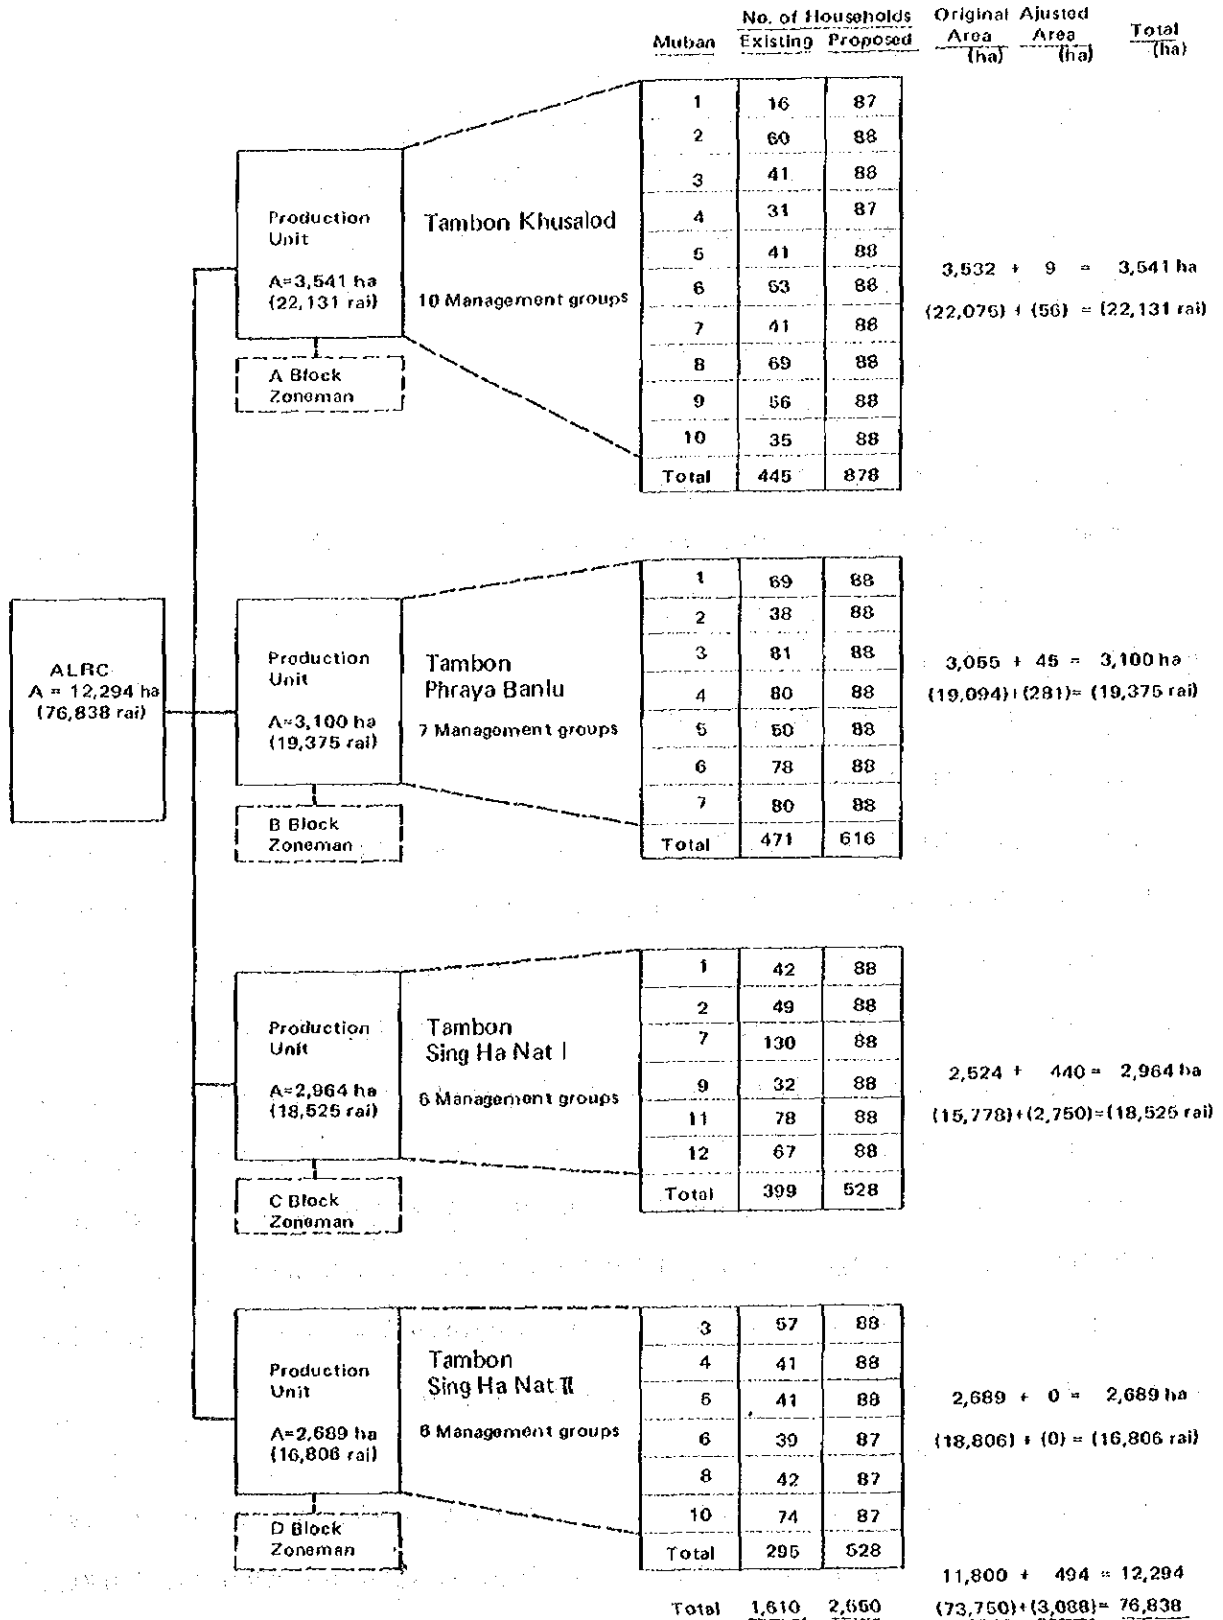 No. of Households Original Ajusted
Muban Existing Proposed Area Area Total
(ha) (ha) (ha)
1 16 87
2 60 88
3 41 88
4 31 87
5 41 88
6 53 88
7 41 88
8 69 88
9 56 88
10 35 88
Total 445 878
Production
Unit
A=3,541 ha
(22,131 rai)
Tambon Khusalod
10 Management groups
A Block
Zoneman
3,532 + 9 = 3,541 ha
(22,075) + (56) = (22,131 rai)
ALRC
A = 12,294 ha
(76,838 rai)
Production
Unit
A=3,100 ha
(19,375 rai)
Tambon
Phraya Banlu
7 Management groups
B Block
Zoneman
1 69 88
2 38 88
3 81 88
4 80 88
5 50 88
6 78 88
7 80 88
Total 471 616
3,055 + 45 = 3,100 ha
(19,094)+(281)= (19,375 rai)
Production
Unit
A=2,964 ha
(18,525 rai)
Tambon
Sing Ha Nat I
6 Management groups
C Block
Zoneman
1 42 88
2 49 88
7 130 88
9 32 88
11 78 88
12 67 88
Total 399 528
2,524 + 440 = 2,964 ha
(15,778)+(2,750)=(18,525 rai)
Production
Unit
A=2,689 ha
(16,806 rai)
Tambon
Sing Ha Nat II
6 Management groups
D Block
Zoneman
3 57 88
4 41 88
5 41 88
6 39 87
8 42 87
10 74 87
Total 295 528
2,689 + 0 = 2,689 ha
(18,806) + (0) = (16,806 rai)
11,800 + 494 = 12,294
Total 1,610 2,550 (73,750)+(3,088)= 76,838